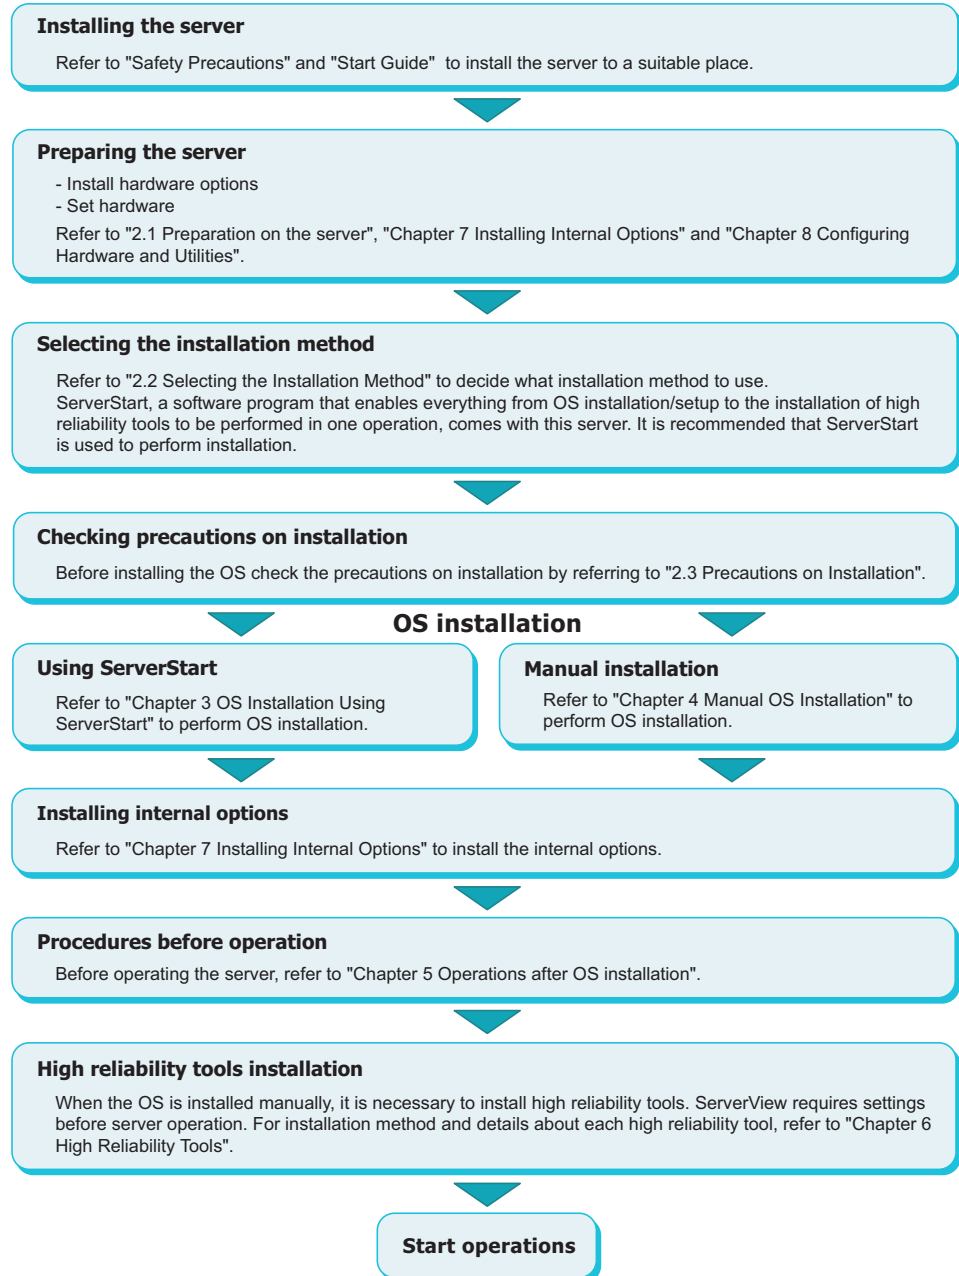 Installing the server
Refer to "Safety Precautions" and "Start Guide"  to install the server to a suitable place.
Preparing the server
- Install hardware options
- Set hardware
Refer to "2.1 Preparation on the server", "Chapter 7 Installing Internal Options" and "Chapter 8 Configuring
Hardware and Utilities".
Selecting the installation method
Refer to "2.2 Selecting the Installation Method" to decide what installation method to use.
ServerStart, a software program that enables everything from OS installation/setup to the installation of high
reliability tools to be performed in one operation, comes with this server. It is recommended that ServerStart
is used to perform installation.
Checking precautions on installation
Before installing the OS check the precautions on installation by referring to "2.3 Precautions on Installation".
OS installation
Using ServerStart
Refer to "Chapter 3 OS Installation Using
ServerStart" to perform OS installation.
Manual installation
Refer to "Chapter 4 Manual OS Installation" to
perform OS installation.
Installing internal options
Refer to "Chapter 7 Installing Internal Options" to install the internal options.
Procedures before operation
Before operating the server, refer to "Chapter 5 Operations after OS installation".
High reliability tools installation
When the OS is installed manually, it is necessary to install high reliability tools. ServerView requires settings
before server operation. For installation method and details about each high reliability tool, refer to "Chapter 6
High Reliability Tools".
Start operations